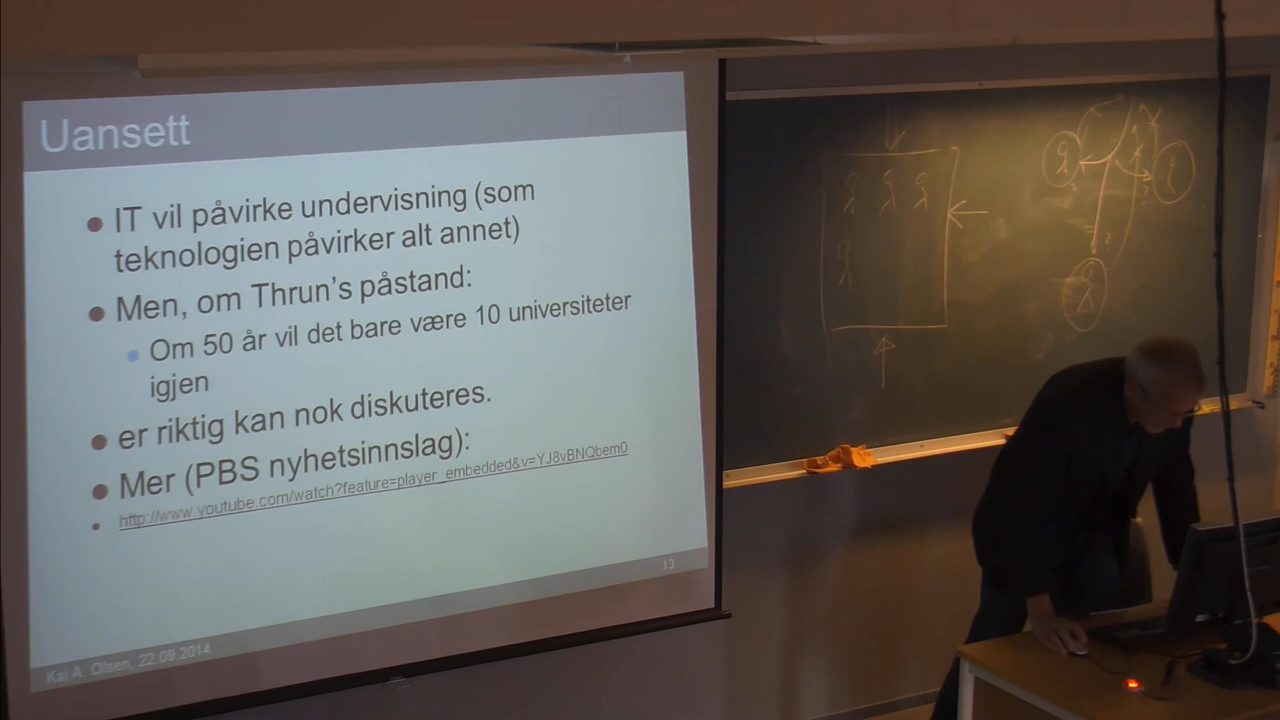 Uansett
IT vil påvirke undervisning (som
teknologien påvirker alt annet)
Men, om Thrun's påstand:
Om 50 år vil det bare være 10 universiteter
igjen
er riktig kan nok diskuteres.
Mer (PBS nyhetsinnslag):
http://www.youtube.com/watch?feature=player_embedded&v=YJ8vBNQbem0
13
Kai A. Olsen, 22.09.2014